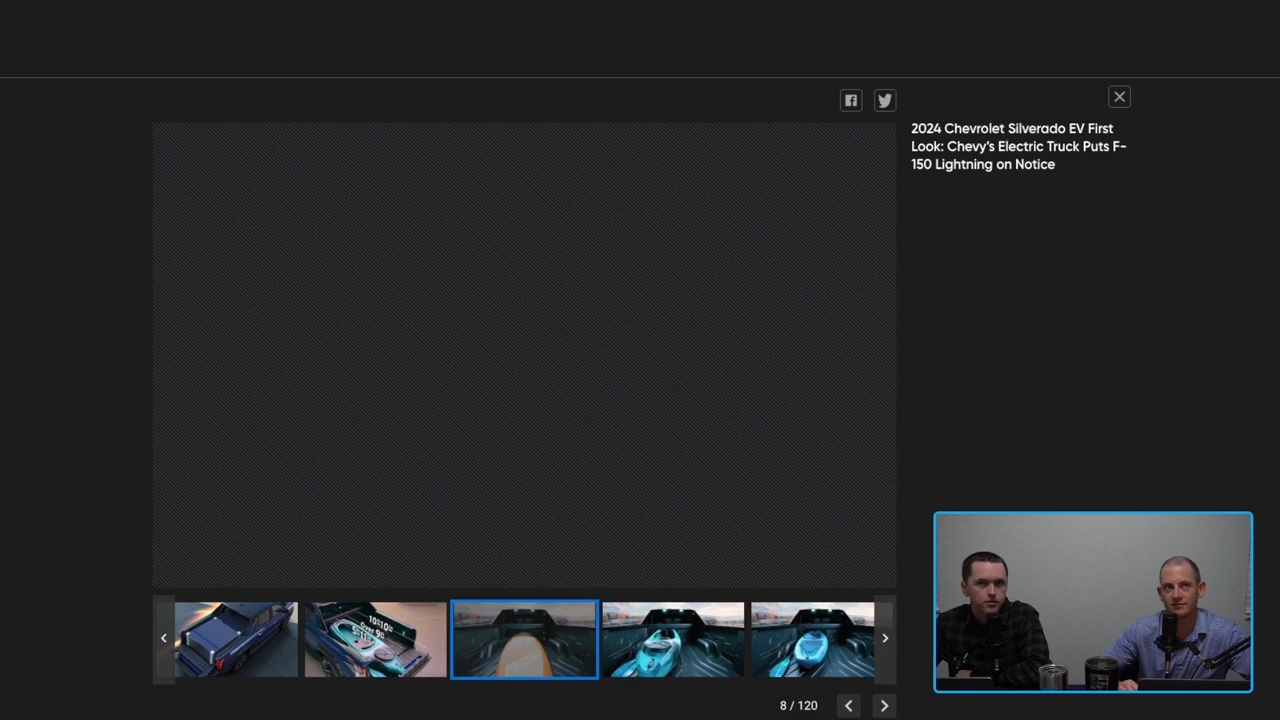 2024 Chevrolet Silverado EV First
Look: Chevy's Electric Truck Puts F-
150 Lightning on Notice
8 / 120